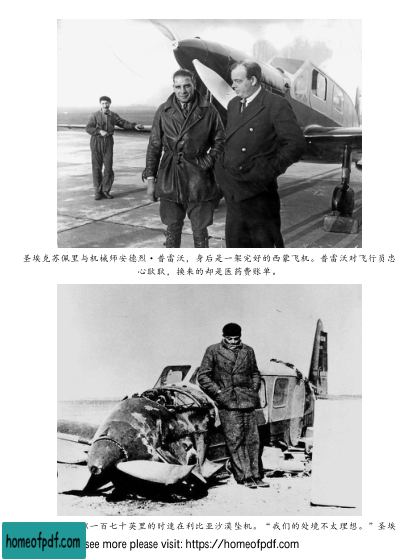 圣埃克苏佩里与机械师安德烈·普雷沃，身后是一架完好的西蒙飞机。普雷沃对飞行员忠
心耿耿，换来的却是医药费账单。
一百七十英里的时速在利比亚沙漠坠机。“我们的处境不太理想。”圣埃
homeofpdf
see more please visit: https://homeofpdf.com